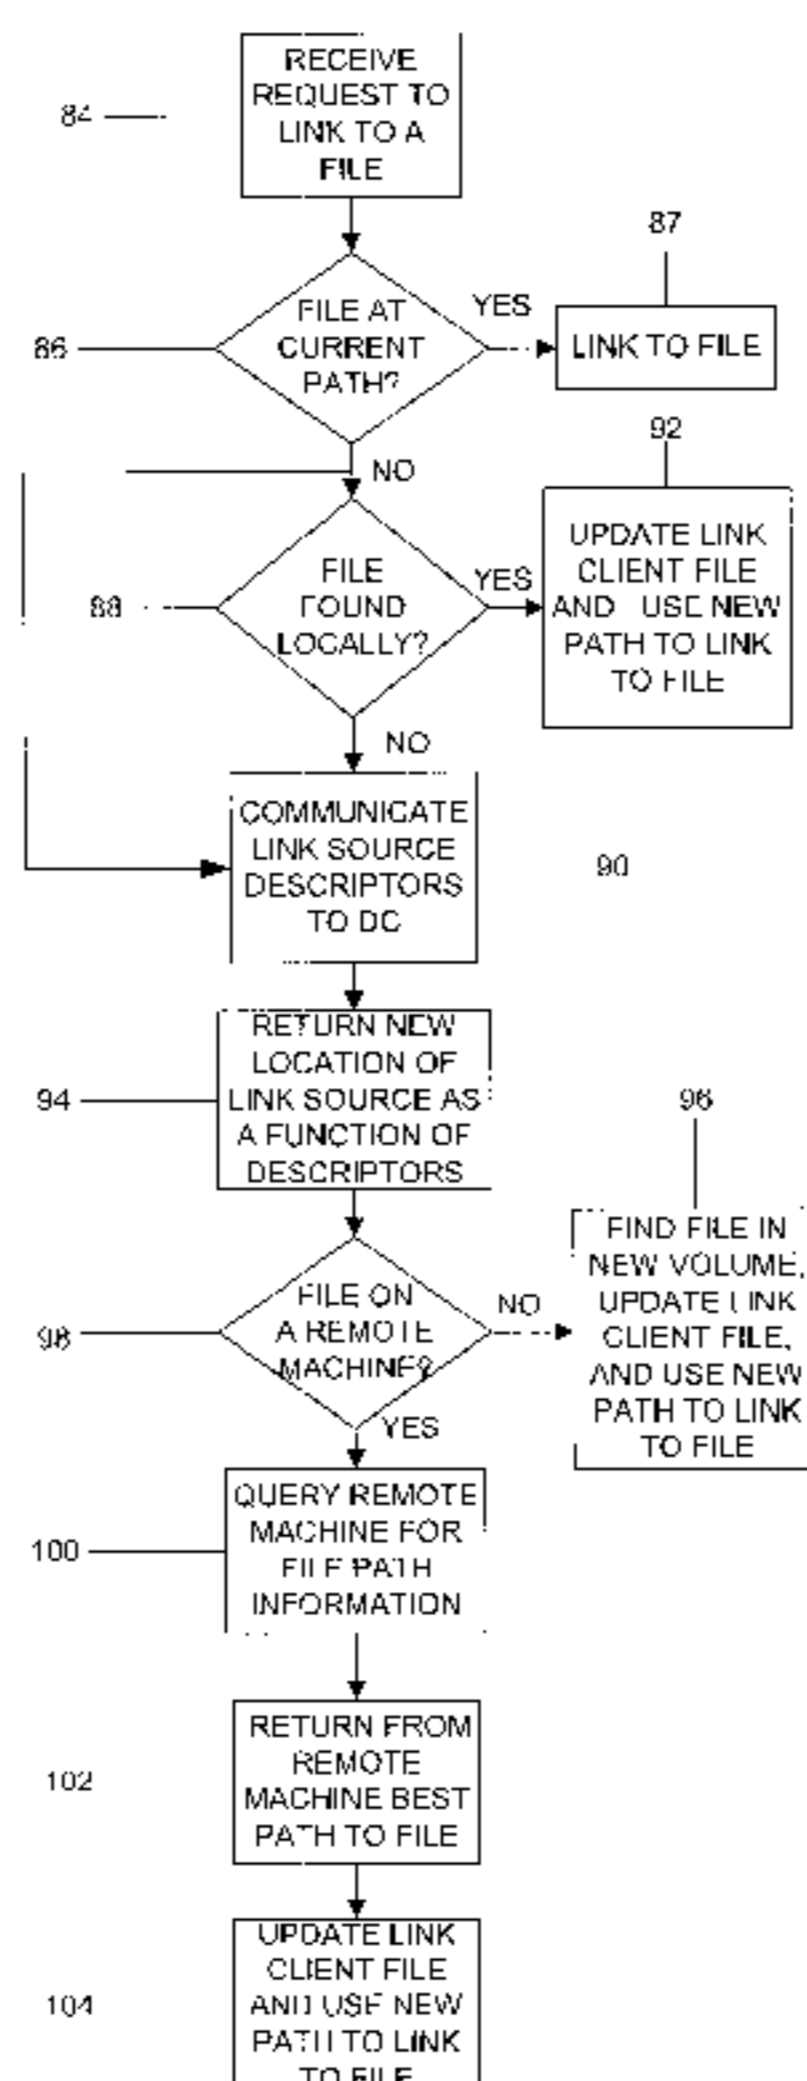 84
RECEIVE
REQUEST TO
LINK TO A
FILE
87
86
FILE AT
CURRENT
PATH?
YES
LINK TO FILE
NO
92
88
FILE
FOUND
LOCALLY?
YES
UPDATE LINK
CLIENT FILE
AND USE NEW
PATH TO LINK
TO FILE
NO
COMMUNICATE
LINK SOURCE
DESCRIPTORS
TO DC
90
94
RETURN NEW
LOCATION OF
LINK SOURCE AS
A FUNCTION OF
DESCRIPTORS
96
98
FILE ON
A REMOTE
MACHINE?
NO
FIND FILE IN
NEW VOLUME,
UPDATE LINK
CLIENT FILE,
AND USE NEW
PATH TO LINK
TO FILE
YES
100
QUERY REMOTE
MACHINE FOR
FILE PATH
INFORMATION
102
RETURN FROM
REMOTE
MACHINE BEST
PATH TO FILE
104
UPDATE LINK
CLIENT FILE
AND USE NEW
PATH TO LINK
TO FILE